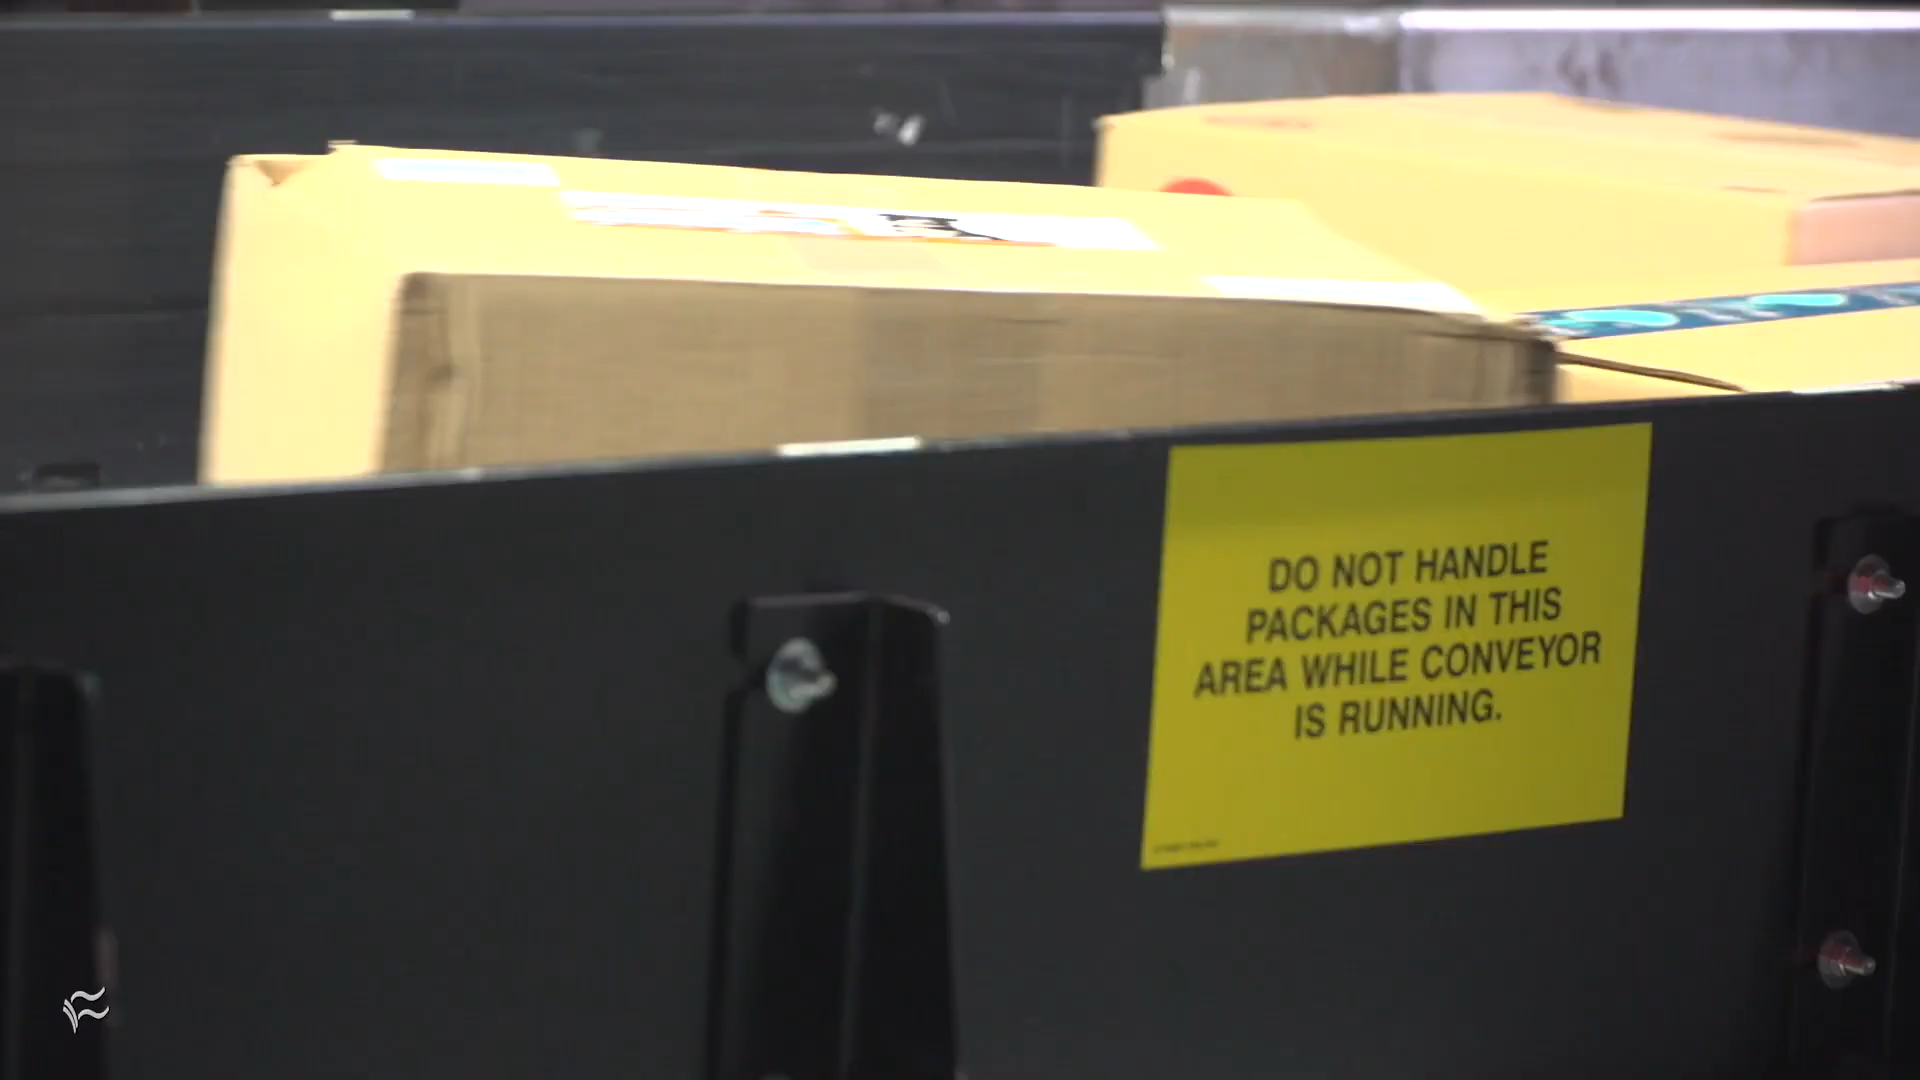 DO NOT HANDLE
PACKAGES IN THIS
AREA WHILE CONVEYOR
IS RUNNING.